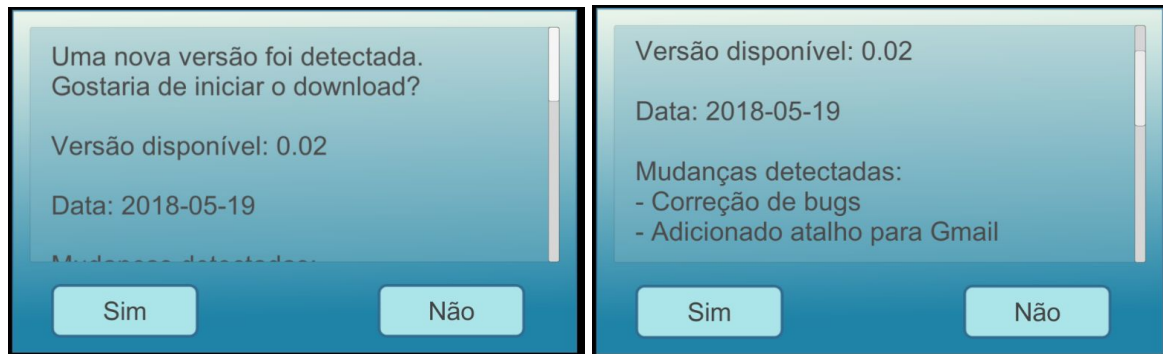 Uma nova versão foi detectada.
Gostaria de iniciar o download?
Versão disponível: 0.02
Data: 2018-05-19
Mudanças detectadas:
Sim
Não
Versão disponível: 0.02
Data: 2018-05-19
Mudanças detectadas:
- Correção de bugs
- Adicionado atalho para Gmail
Sim
Não